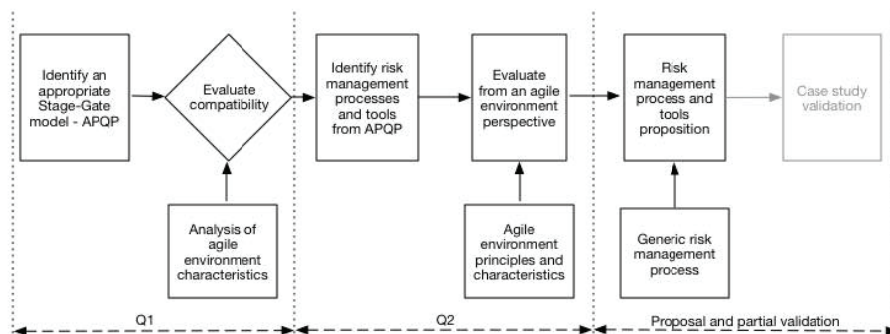 Identify an
appropriate
Stage-Gate
model - APQP
Evaluate
compatibility
Identify risk
management
processes
and tools
from APQP
Evaluate
from an agile
environment
perspective
Risk
management
process and
tools
proposition
Case study
validation
Analysis of
agile
environment
characteristics
Agile
environment
principles and
characteristics
Generic risk
management
process
Q1
Q2
Proposal and partial validation